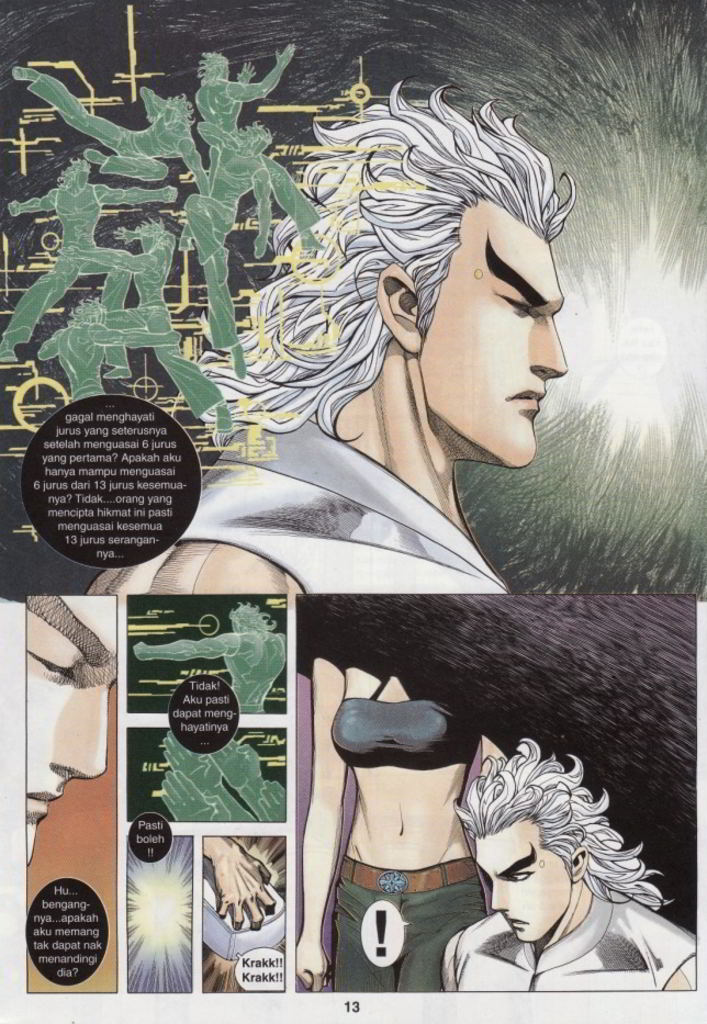 ...
gagal menghayati
jurus yang seterusnya
setelah menguasai 6 jurus
yang pertama? Apakah aku
hanya mampu menguasai
6 jurus dari 13 jurus kesemua-
nya? Tidak....orang yang
mencipta hikmat ini pasti
menguasai kesemua
13 jurus serangan-
nya...
Tidak!
Aku pasti
dapat meng-
hayatinya
...
Pasti
boleh
!!
Hu...
bengang-
nya...apakah
aku memang
tak dapat nak
menandingi
dia?
Krakk!!
Krakk!!
!
13